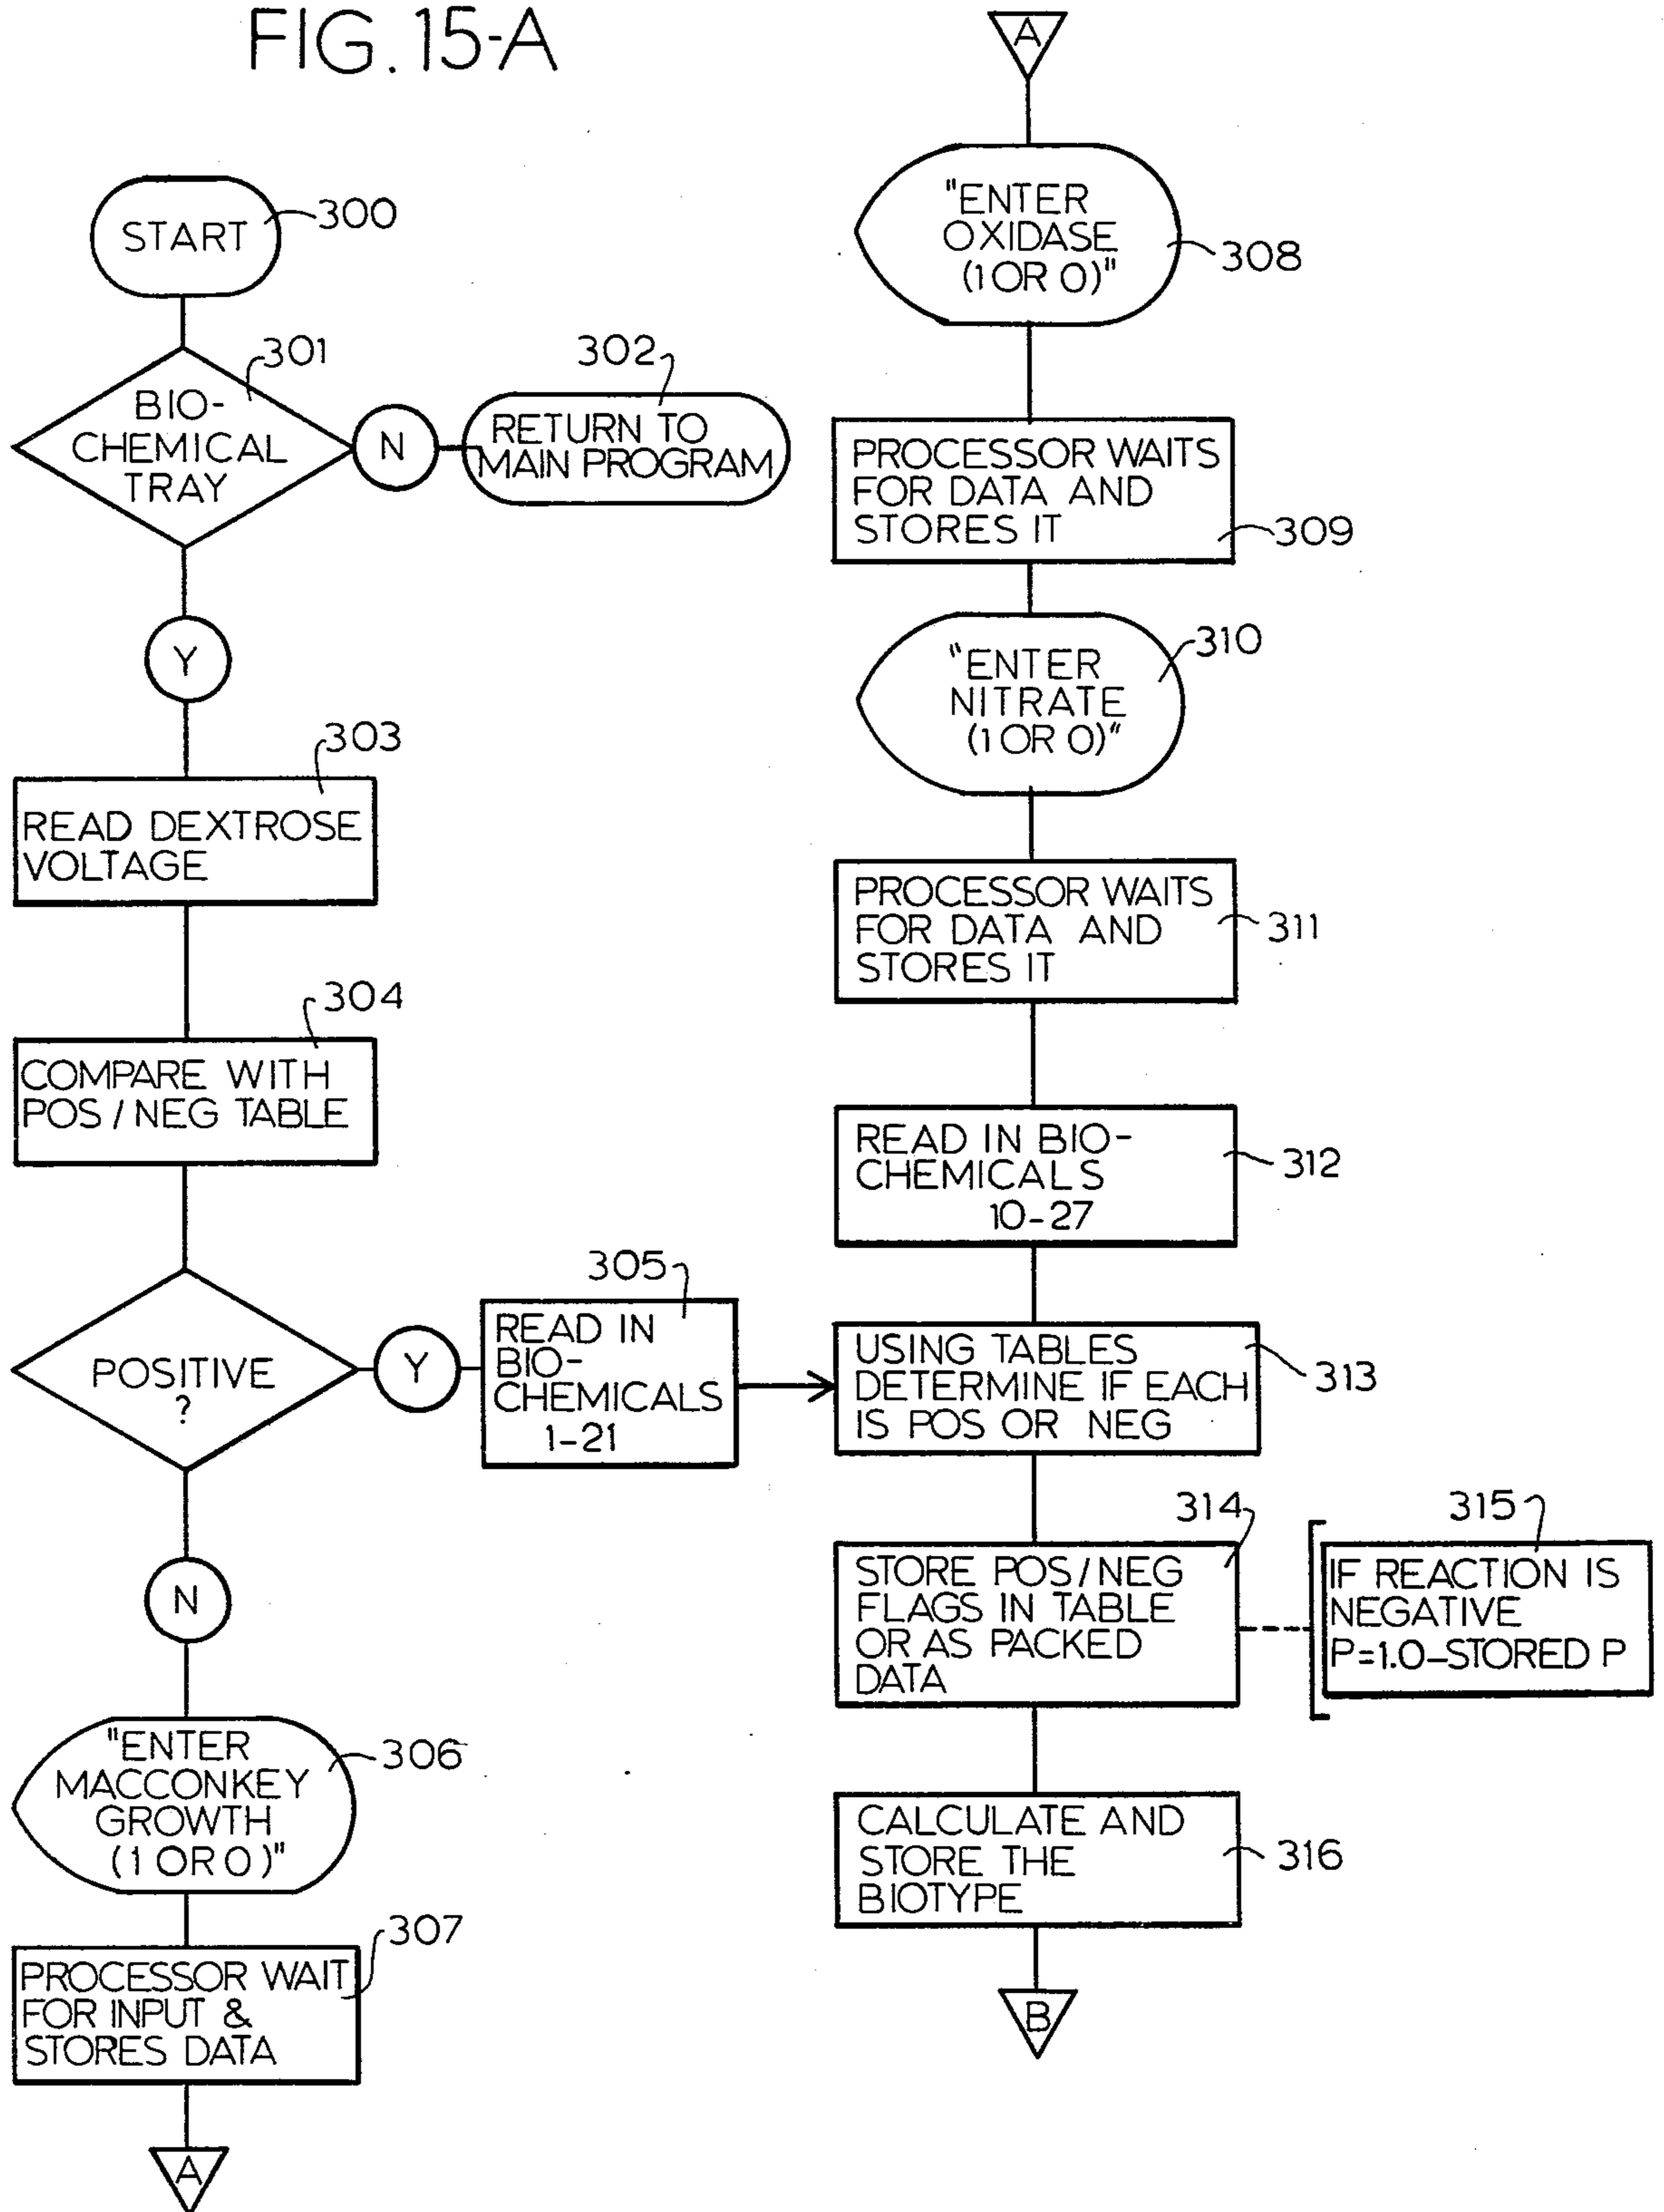 FIG. 15-A
START
300
301
BIO-
CHEMICAL
TRAY
N
302
RETURN TO
MAIN PROGRAM
Y
303
READ DEXTROSE
VOLTAGE
304
COMPARE WITH
POS / NEG TABLE
POSITIVE
?
Y
305
READ IN
BIO-
CHEMICALS
1-21
N
"ENTER
MACCONKEY
GROWTH
(1 OR 0)"
306
307
PROCESSOR WAIT
FOR INPUT &
STORES DATA
A
A
"ENTER
OXIDASE
(1 OR 0)"
308
PROCESSOR WAITS
FOR DATA AND
STORES IT
309
310
"ENTER
NITRATE
(1 OR 0)"
PROCESSOR WAITS
FOR DATA AND
STORES IT
311
READ IN BIO-
CHEMICALS
10-27
312
USING TABLES
DETERMINE IF EACH
IS POS OR NEG
313
314
STORE POS/NEG
FLAGS IN TABLE
OR AS PACKED
DATA
315
IF REACTION IS
NEGATIVE
P=1.0-STORED P
CALCULATE AND
STORE THE
BIOTYPE
316
B